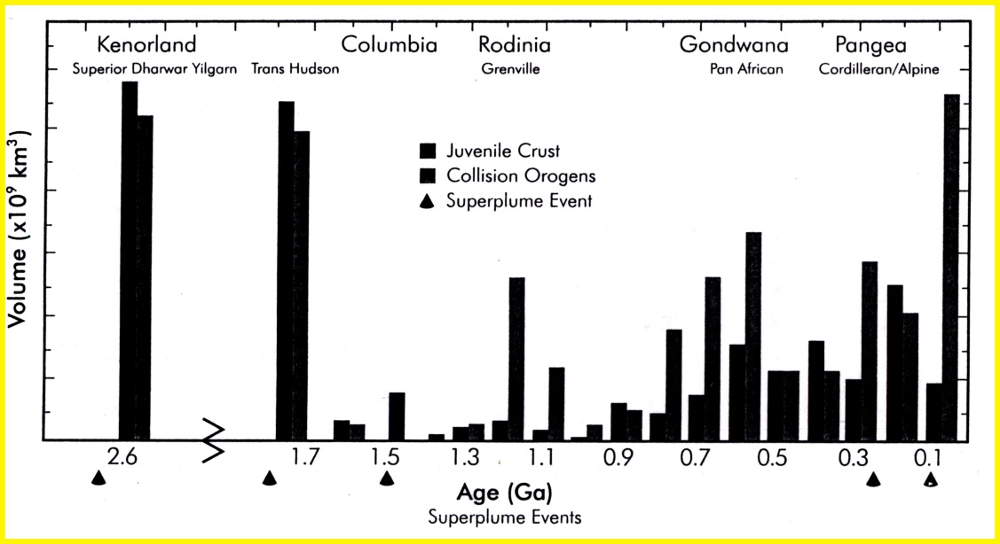 Kenorland Columbia Rodinia Gondwana Pangea
Superior Dharwar Yilgarn Trans Hudson Grenville Pan African Cordilleran/Alpine
Juvenile Crust
Collision Orogens
Superplume Event
Volume (x10⁹ km³)
2.6 1.7 1.5 1.3 1.1 0.9 0.7 0.5 0.3 0.1
Age (Ga)
Superplume Events